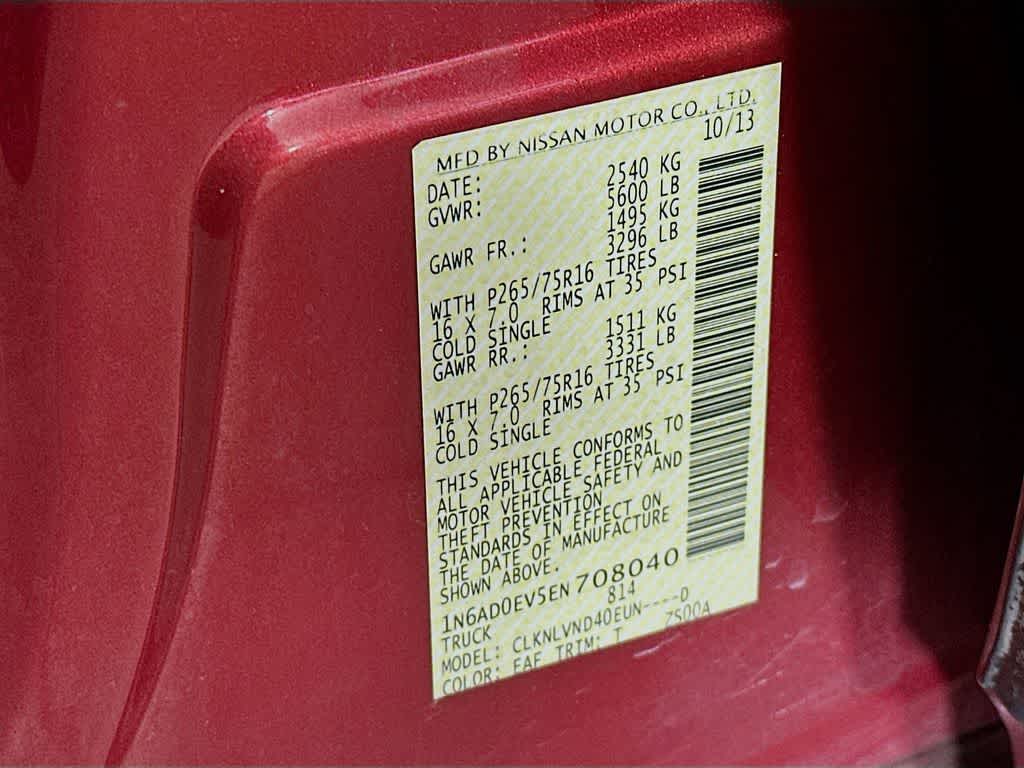 MFD BY NISSAN MOTOR CO., LTD.
DATE: 10/13
GVWR: 2540 KG
5600 LB
GAWR FR.: 1495 KG
3296 LB
WITH P265/75R16 TIRES
16 X 7.0 RIMS AT 35 PSI
COLD SINGLE
GAWR RR.: 1511 KG
3331 LB
WITH P265/75R16 TIRES
16 X 7.0 RIMS AT 35 PSI
COLD SINGLE
THIS VEHICLE CONFORMS TO
ALL APPLICABLE FEDERAL
MOTOR VEHICLE SAFETY AND
THEFT PREVENTION
STANDARDS IN EFFECT ON
THE DATE OF MANUFACTURE
SHOWN ABOVE.
1N6AD0EV5EN 708040
TRUCK 814
MODEL: CLKNLVND40EUN----D
COLOR: EAF TRIM: T ZS00A